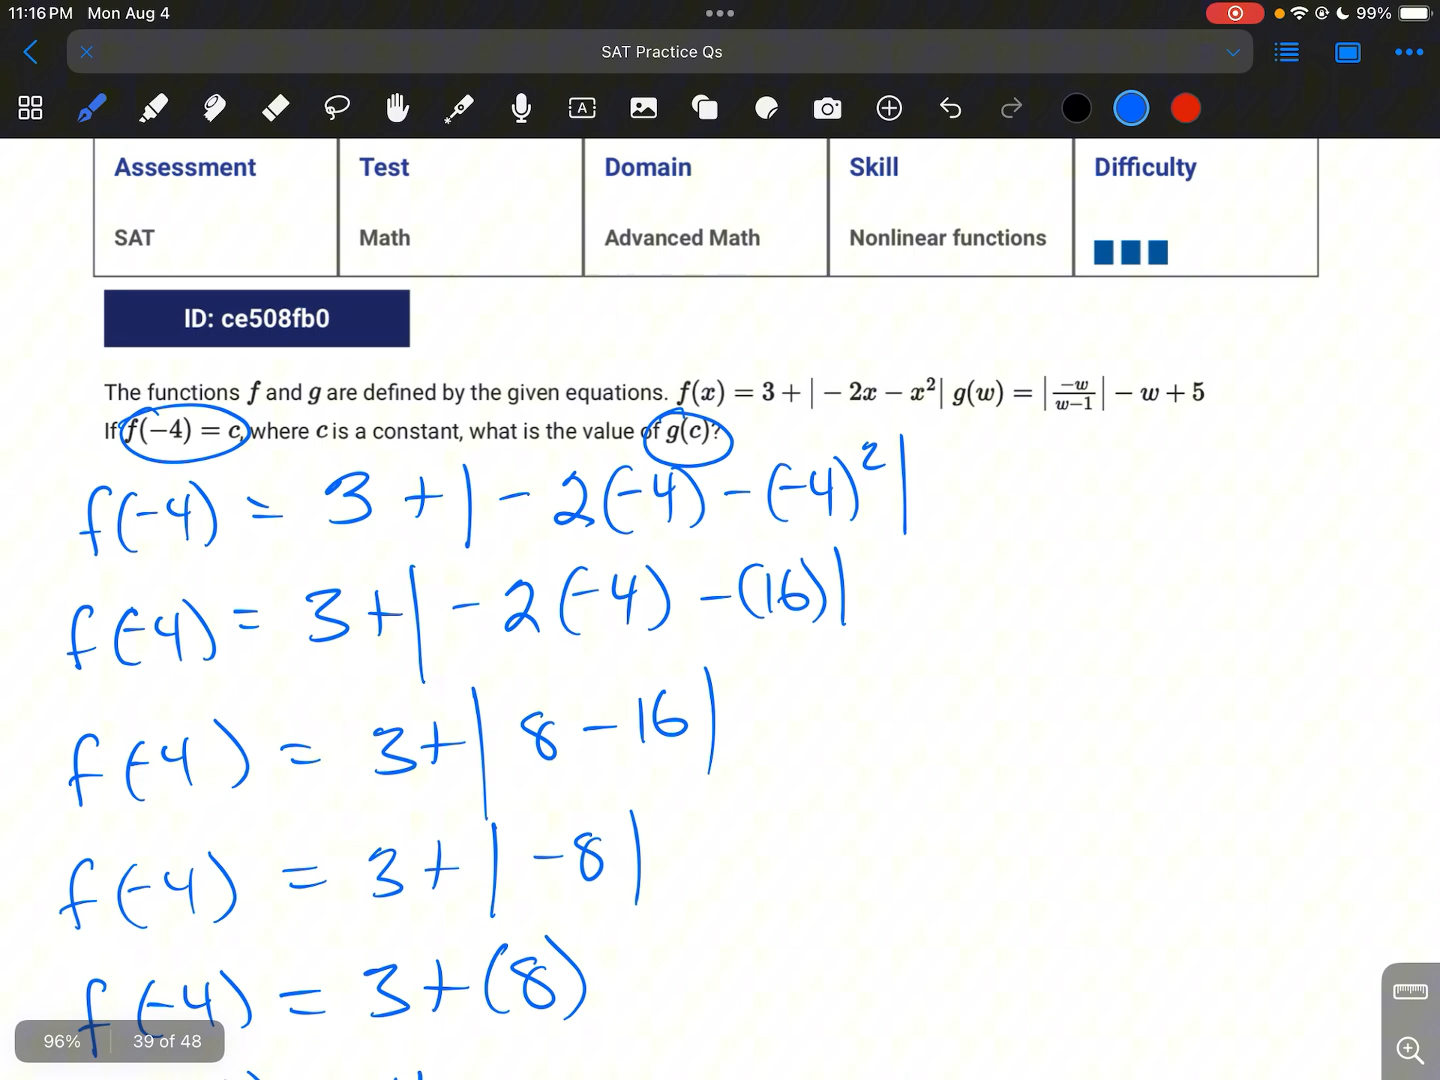 11:16 PM Mon Aug 4 99%
SAT Practice Qs
Assessment Test Domain Skill Difficulty
SAT Math Advanced Math Nonlinear functions
ID: ce508fb0
The functions f and g are defined by the given equations. f(x) = 3 + | − 2x − x²| g(w) = |−w/w−1| − w + 5
If f(−4) = c, where c is a constant, what is the value of g(c)?
f(-4) = 3 + | - 2(-4) - (-4)² |
f(-4) = 3 + | - 2(-4) - (16) |
f(-4) = 3 + | 8 - 16 |
f(-4) = 3 + | -8 |
f(-4) = 3 + (8)
96% 39 of 48